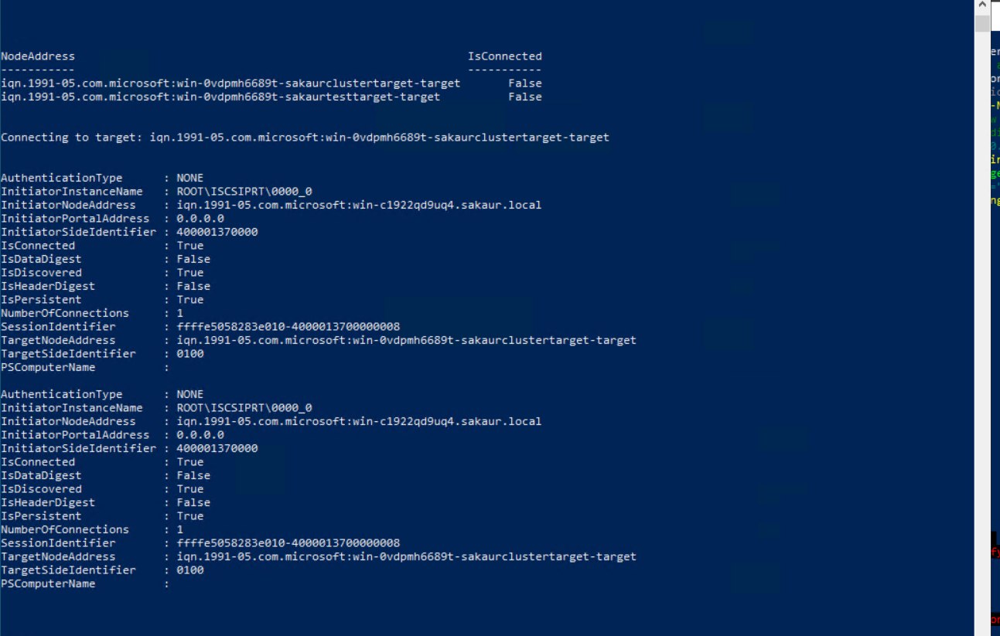 NodeAddress IsConnected
----------- -----------
iqn.1991-05.com.microsoft:win-0vdpmh6689t-sakaurclustertarget-target False
iqn.1991-05.com.microsoft:win-0vdpmh6689t-sakaurtesttarget-target False
Connecting to target: iqn.1991-05.com.microsoft:win-0vdpmh6689t-sakaurclustertarget-target
AuthenticationType : NONE
InitiatorInstanceName : ROOT\ISCSIPRT\0000_0
InitiatorNodeAddress : iqn.1991-05.com.microsoft:win-c1922qd9uq4.sakaur.local
InitiatorPortalAddress : 0.0.0.0
InitiatorSideIdentifier : 400001370000
IsConnected : True
IsDataDigest : False
IsDiscovered : True
IsHeaderDigest : False
IsPersistent : True
NumberOfConnections : 1
SessionIdentifier : ffffe5058283e010-4000013700000008
TargetNodeAddress : iqn.1991-05.com.microsoft:win-0vdpmh6689t-sakaurclustertarget-target
TargetSideIdentifier : 0100
PSComputerName :
AuthenticationType : NONE
InitiatorInstanceName : ROOT\ISCSIPRT\0000_0
InitiatorNodeAddress : iqn.1991-05.com.microsoft:win-c1922qd9uq4.sakaur.local
InitiatorPortalAddress : 0.0.0.0
InitiatorSideIdentifier : 400001370000
IsConnected : True
IsDataDigest : False
IsDiscovered : True
IsHeaderDigest : False
IsPersistent : True
NumberOfConnections : 1
SessionIdentifier : ffffe5058283e010-4000013700000008
TargetNodeAddress : iqn.1991-05.com.microsoft:win-0vdpmh6689t-sakaurclustertarget-target
TargetSideIdentifier : 0100
PSComputerName :